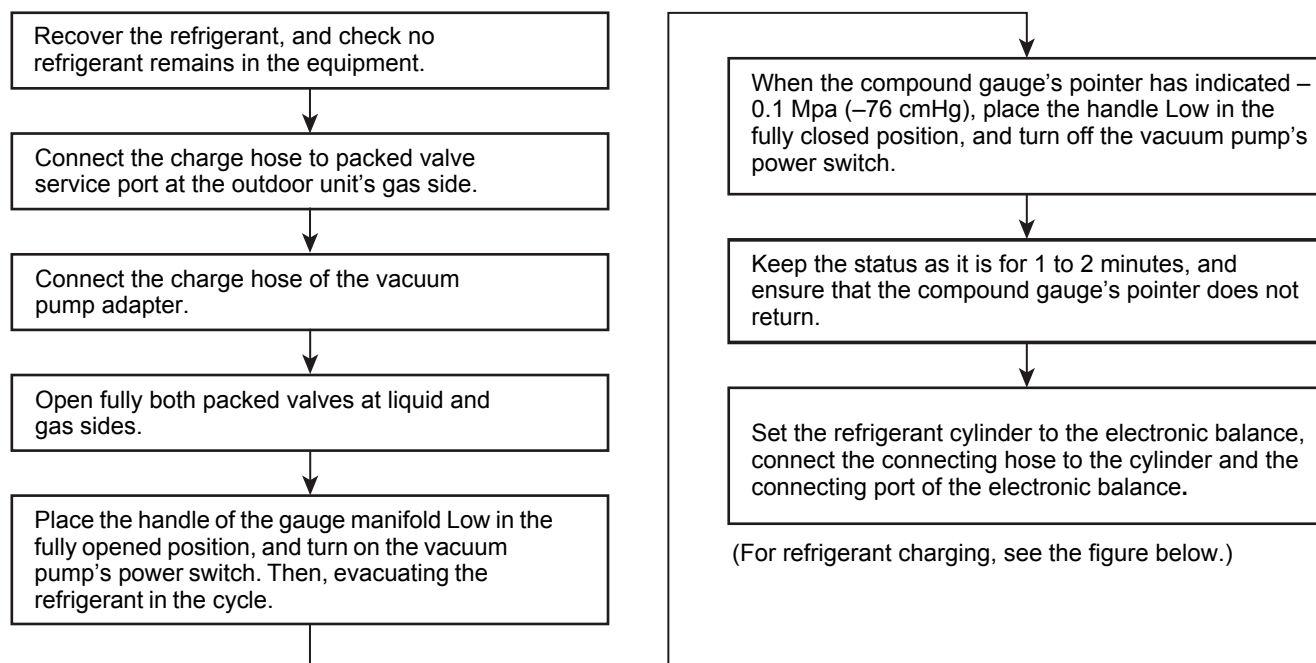 Recover the refrigerant, and check no
refrigerant remains in the equipment.
Connect the charge hose to packed valve
service port at the outdoor unit’s gas side.
Connect the charge hose of the vacuum
pump adapter.
Open fully both packed valves at liquid and
gas sides.
Place the handle of the gauge manifold Low in the
fully opened position, and turn on the vacuum
pump’s power switch. Then, evacuating the
refrigerant in the cycle.
When the compound gauge’s pointer has indicated –
0.1 Mpa (–76 cmHg), place the handle Low in the
fully closed position, and turn off the vacuum pump’s
power switch.
Keep the status as it is for 1 to 2 minutes, and
ensure that the compound gauge’s pointer does not
return.
Set the refrigerant cylinder to the electronic balance,
connect the connecting hose to the cylinder and the
connecting port of the electronic balance.
(For refrigerant charging, see the figure below.)